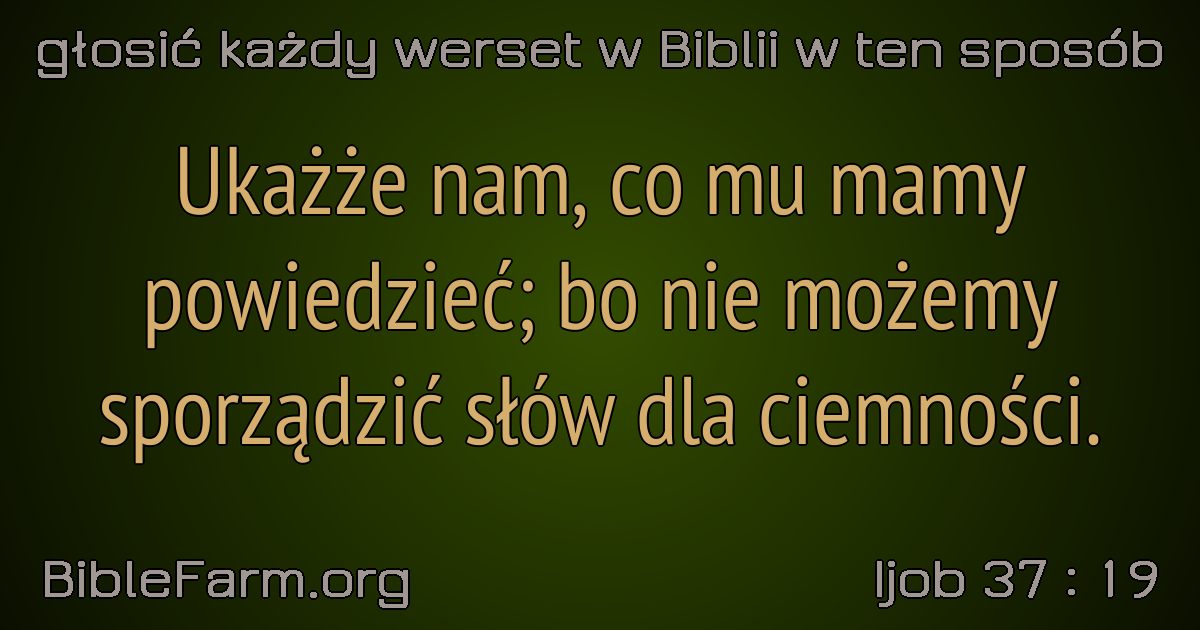 głosić każdy werset w Biblii w ten sposób
Ukażże nam, co mu mamy
powiedzieć; bo nie możemy
sporządzić słów dla ciemności.
BibleFarm.org
Ijob 37 : 19